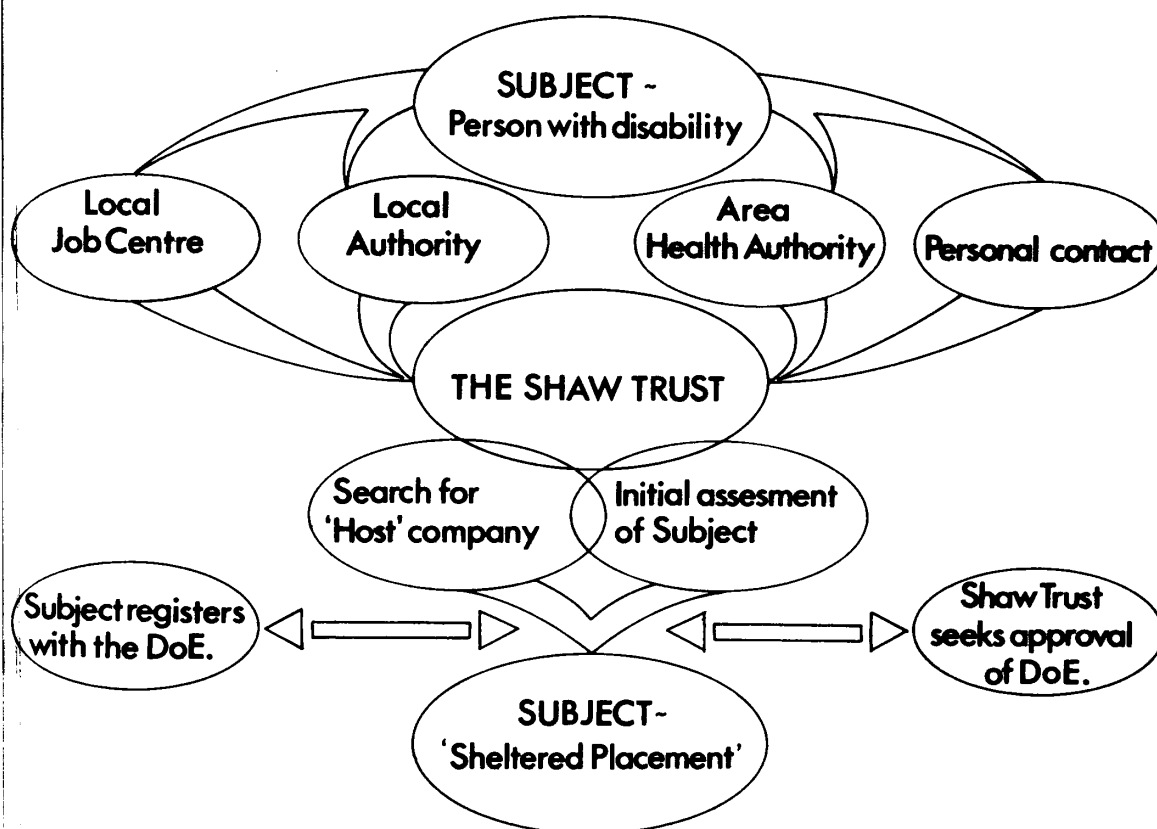 SUBJECT ~
Person with disability
Local
Job Centre
Local
Authority
Area
Health Authority
Personal contact
THE SHAW TRUST
Search for
'Host' company
Initial assesment
of Subject
Subject registers
with the DoE.
Shaw Trust
seeks approval
of DoE.
SUBJECT~
'Sheltered Placement'